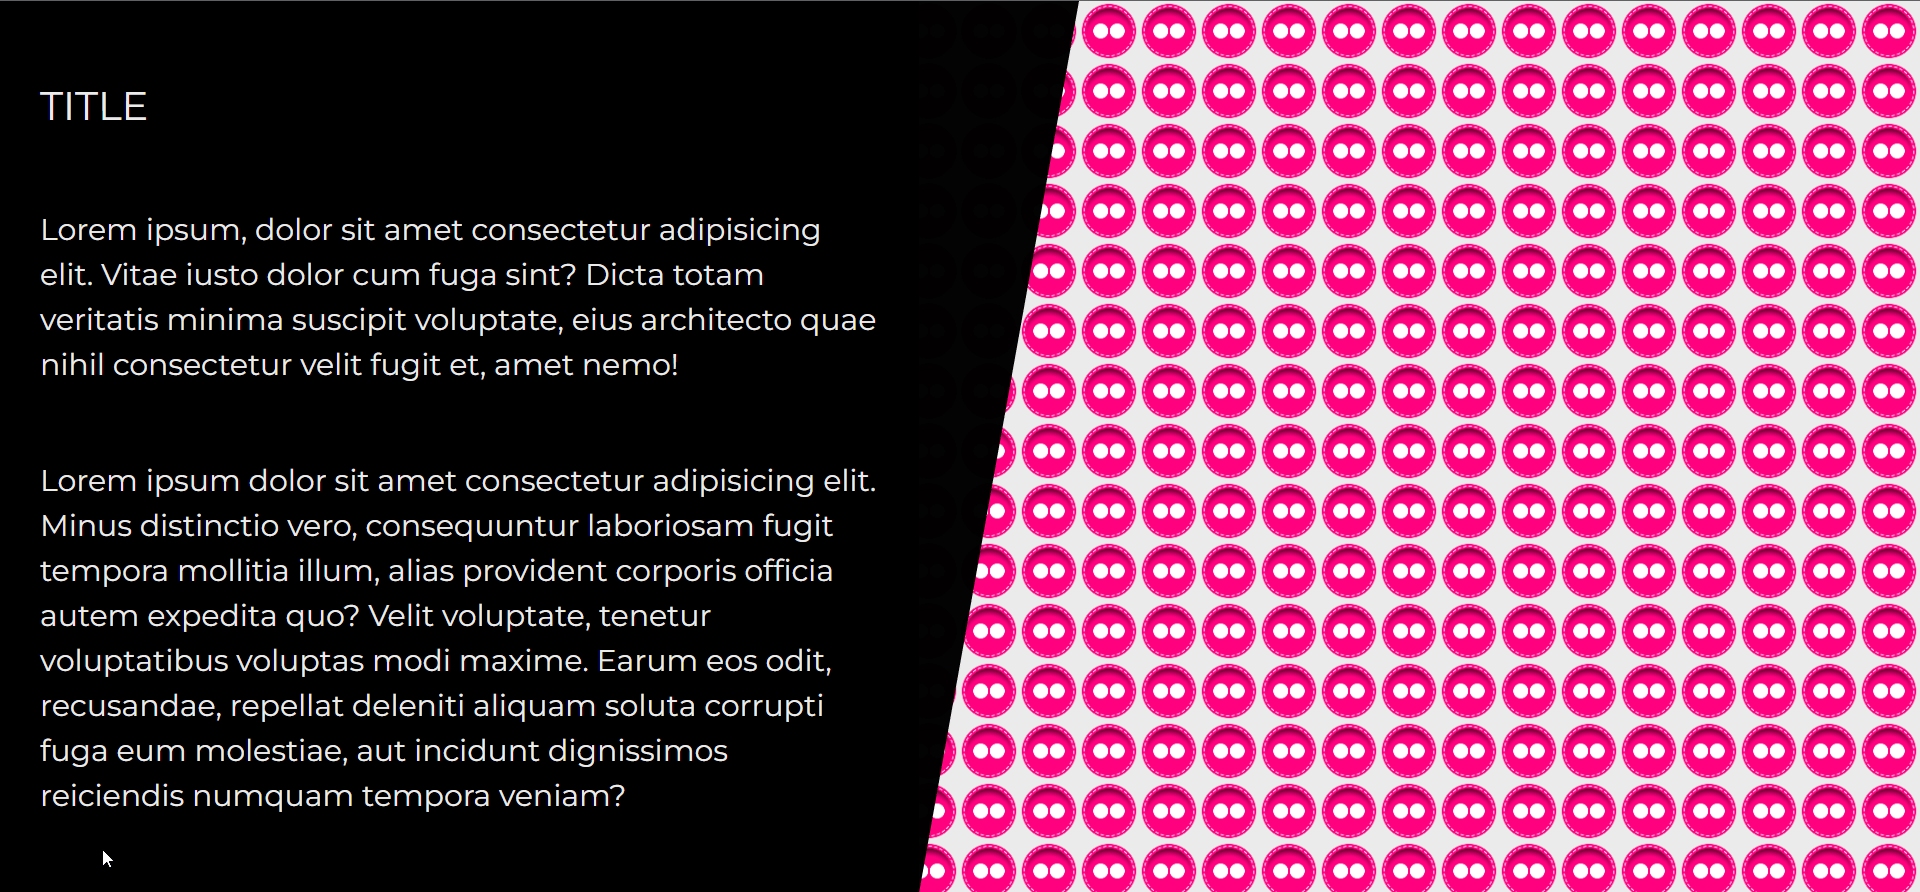 TITLE
Lorem ipsum, dolor sit amet consectetur adipisicing
elit. Vitae iusto dolor cum fuga sint? Dicta totam
veritatis minima suscipit voluptate, eius architecto quae
nihil consectetur velit fugit et, amet nemo!
Lorem ipsum dolor sit amet consectetur adipisicing elit.
Minus distinctio vero, consequuntur laboriosam fugit
tempora mollitia illum, alias provident corporis officia
autem expedita quo? Velit voluptate, tenetur
voluptatibus voluptas modi maxime. Earum eos odit,
recusandae, repellat deleniti aliquam soluta corrupti
fuga eum molestiae, aut incidunt dignissimos
reiciendis numquam tempora veniam?